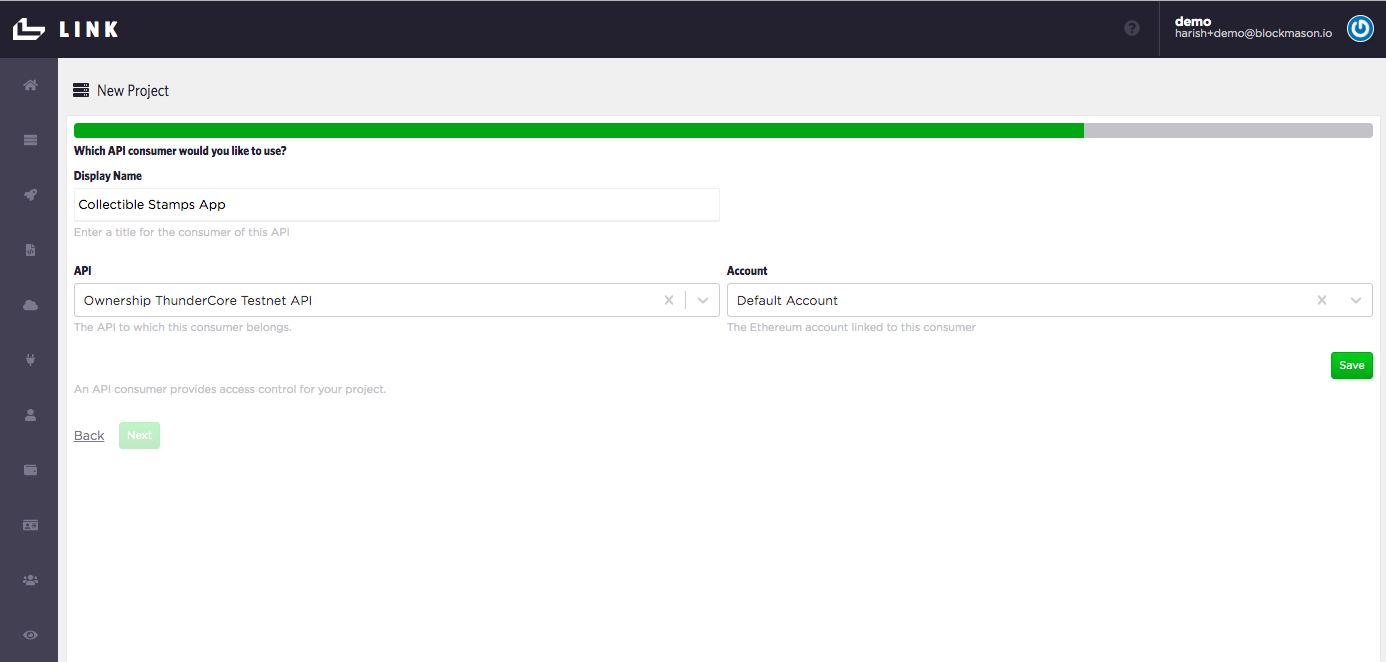 LINK
demo
harish+demo@blockmason.io
New Project
Which API consumer would you like to use?
Display Name
Collectible Stamps App
Enter a title for the consumer of this API
API
Account
Ownership ThunderCore Testnet API
Default Account
The API to which this consumer belongs.
The Ethereum account linked to this consumer
Save
An API consumer provides access control for your project.
Back
Next